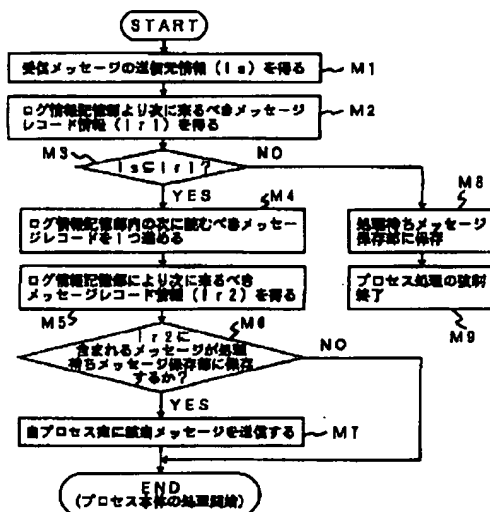 START
受信メッセージの送信元情報(Is)を得る
M1
ログ情報記憶部より次に来るべきメッセージ
レコード情報(Ir1)を得る
M2
M3
Is⊆Ir1?
NO
YES
M4
ログ情報記憶部内の次に読むべきメッセー
ジレコードを1つ進める
M8
処理待ちメッセージ
保存部に保存
ログ情報記憶部により次に来るべき
メッセージレコード情報(Ir2)を得る
プロセス処理の強制
終了
M5
M6
M9
Ir2に
含まれるメッセージが処理
待ちメッセージ保存部に保存
するか?
NO
YES
自プロセス宛に該当メッセージを送信する
M7
END
(プロセス本体の処理開始)